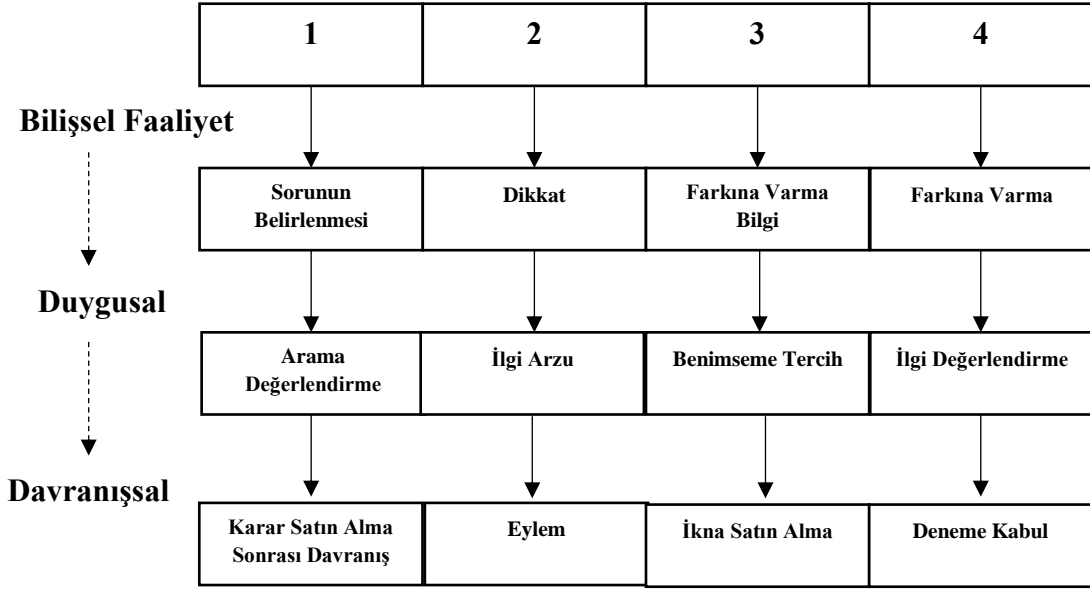 1
2
3
4
Bilişsel Faaliyet
Sorunun
Belirlenmesi
Dikkat
Farkına Varma
Bilgi
Farkına Varma
Duygusal
Arama
Değerlendirme
İlgi Arzu
Benimseme Tercih
İlgi Değerlendirme
Davranışsal
Karar Satın Alma
Sonrası Davranış
Eylem
İkna Satın Alma
Deneme Kabul